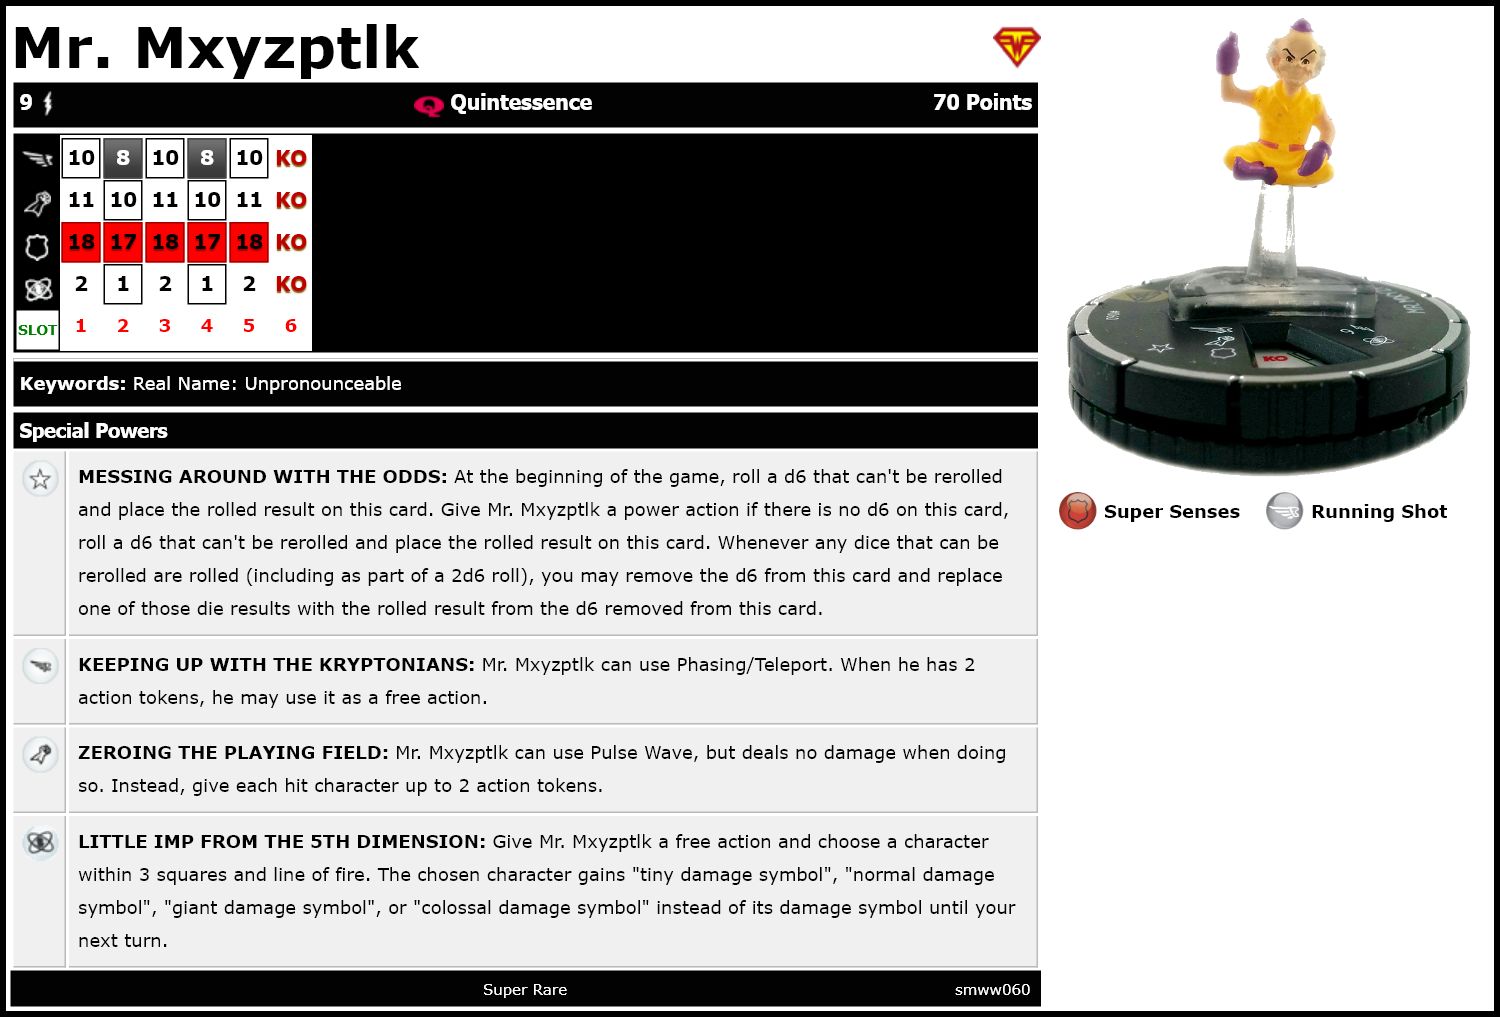 Mr. Mxyzptlk
9 Quintessence 70 Points
10 8 10 8 10 KO
11 10 11 10 11 KO
18 17 18 17 18 KO
2 1 2 1 2 KO
SLOT 1 2 3 4 5 6
Keywords: Real Name: Unpronounceable
Special Powers
MESSING AROUND WITH THE ODDS: At the beginning of the game, roll a d6 that can't be rerolled
and place the rolled result on this card. Give Mr. Mxyzptlk a power action if there is no d6 on this card,
roll a d6 that can't be rerolled and place the rolled result on this card. Whenever any dice that can be
rerolled are rolled (including as part of a 2d6 roll), you may remove the d6 from this card and replace
one of those die results with the rolled result from the d6 removed from this card.
KEEPING UP WITH THE KRYPTONIANS: Mr. Mxyzptlk can use Phasing/Teleport. When he has 2
action tokens, he may use it as a free action.
ZEROING THE PLAYING FIELD: Mr. Mxyzptlk can use Pulse Wave, but deals no damage when doing
so. Instead, give each hit character up to 2 action tokens.
LITTLE IMP FROM THE 5TH DIMENSION: Give Mr. Mxyzptlk a free action and choose a character
within 3 squares and line of fire. The chosen character gains "tiny damage symbol", "normal damage
symbol", "giant damage symbol", or "colossal damage symbol" instead of its damage symbol until your
next turn.
Super Rare smww060
#060
KO
Super Senses Running Shot